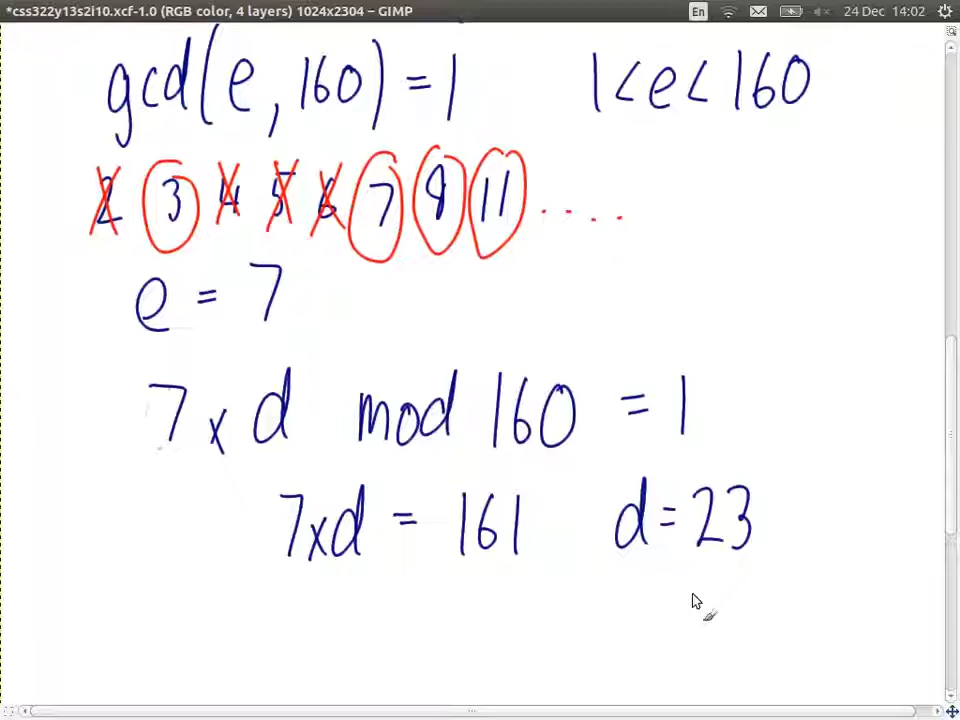 *css322y13s2i10.xcf-1.0 (RGB color, 4 layers) 1024x2304 – GIMP En 24 Dec 14:02
gcd(e, 160) = 1 1 < e < 160
2 3 4 5 6 7 9 11 . . . .
e = 7
7 x d mod 160 = 1
7xd = 161 d = 23